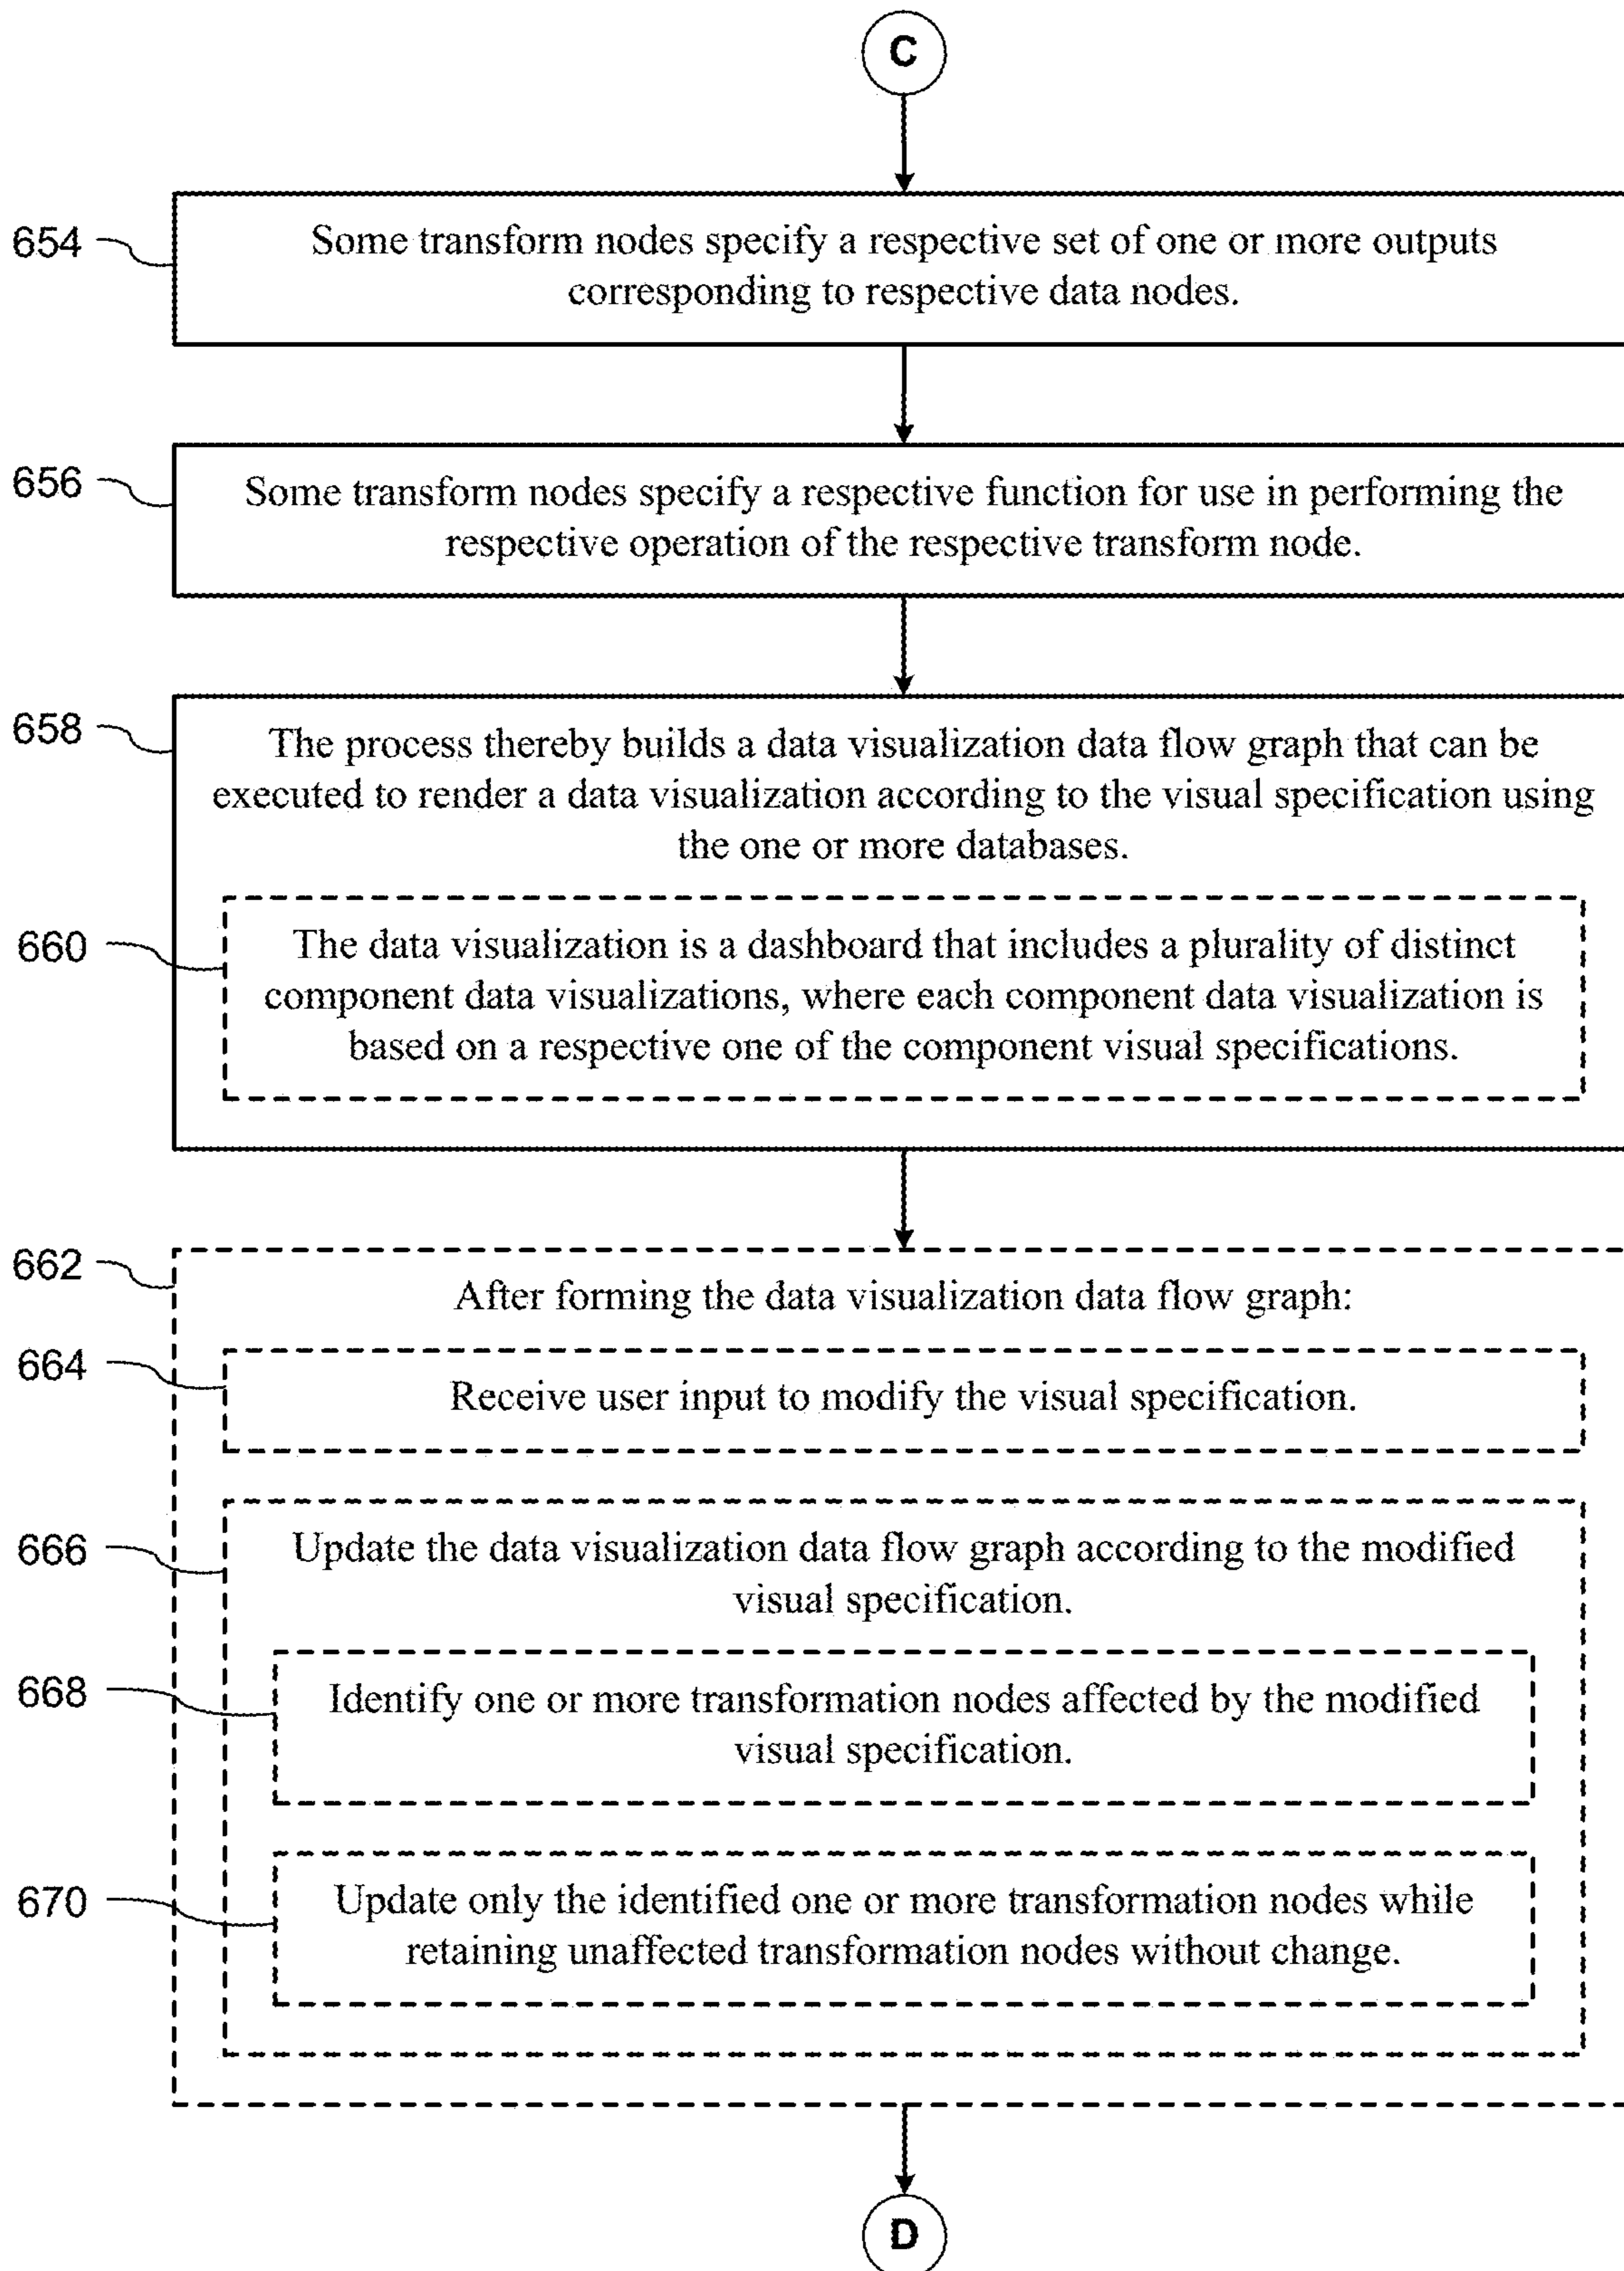 C
654
Some transform nodes specify a respective set of one or more outputs
corresponding to respective data nodes.
656
Some transform nodes specify a respective function for use in performing the
respective operation of the respective transform node.
658
The process thereby builds a data visualization data flow graph that can be
executed to render a data visualization according to the visual specification using
the one or more databases.
660
The data visualization is a dashboard that includes a plurality of distinct
component data visualizations, where each component data visualization is
based on a respective one of the component visual specifications.
662
After forming the data visualization data flow graph:
664
Receive user input to modify the visual specification.
666
Update the data visualization data flow graph according to the modified
visual specification.
668
Identify one or more transformation nodes affected by the modified
visual specification.
670
Update only the identified one or more transformation nodes while
retaining unaffected transformation nodes without change.
D